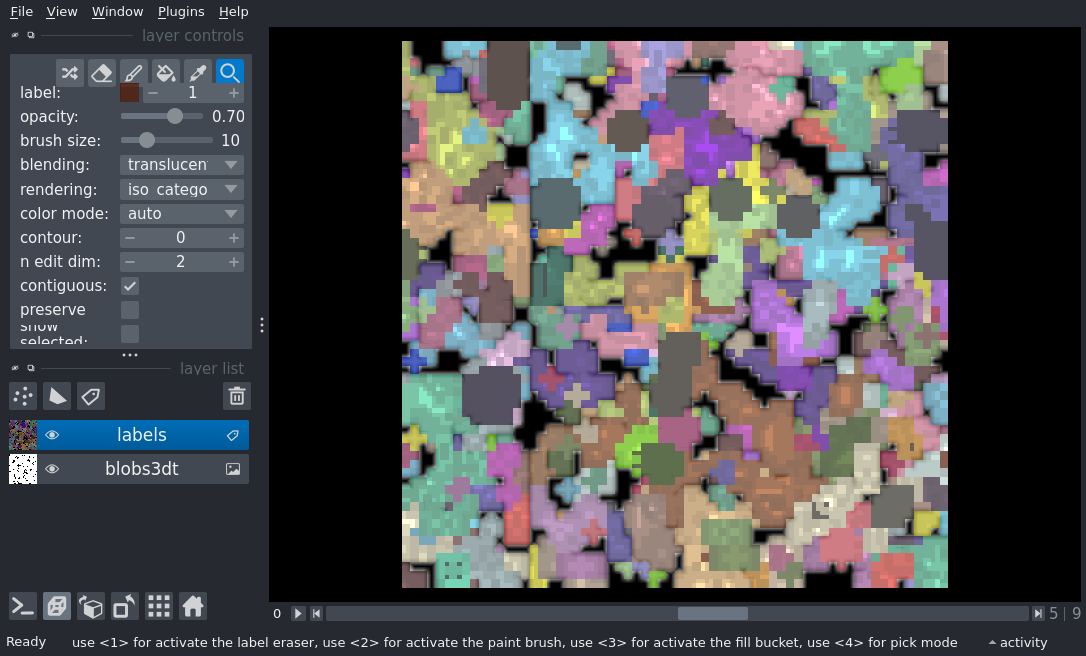 File View Window Plugins Help
layer controls
label: − 1 +
opacity: 0.70
brush size: 10
blending: translucen
rendering: iso_catego
color mode: auto
contour: − 0 +
n edit dim: − 2 +
contiguous:
preserve
show
selected:
layer list
labels
blobs3dt
0 5 | 9
Ready use <1> for activate the label eraser, use <2> for activate the paint brush, use <3> for activate the fill bucket, use <4> for pick mode activity